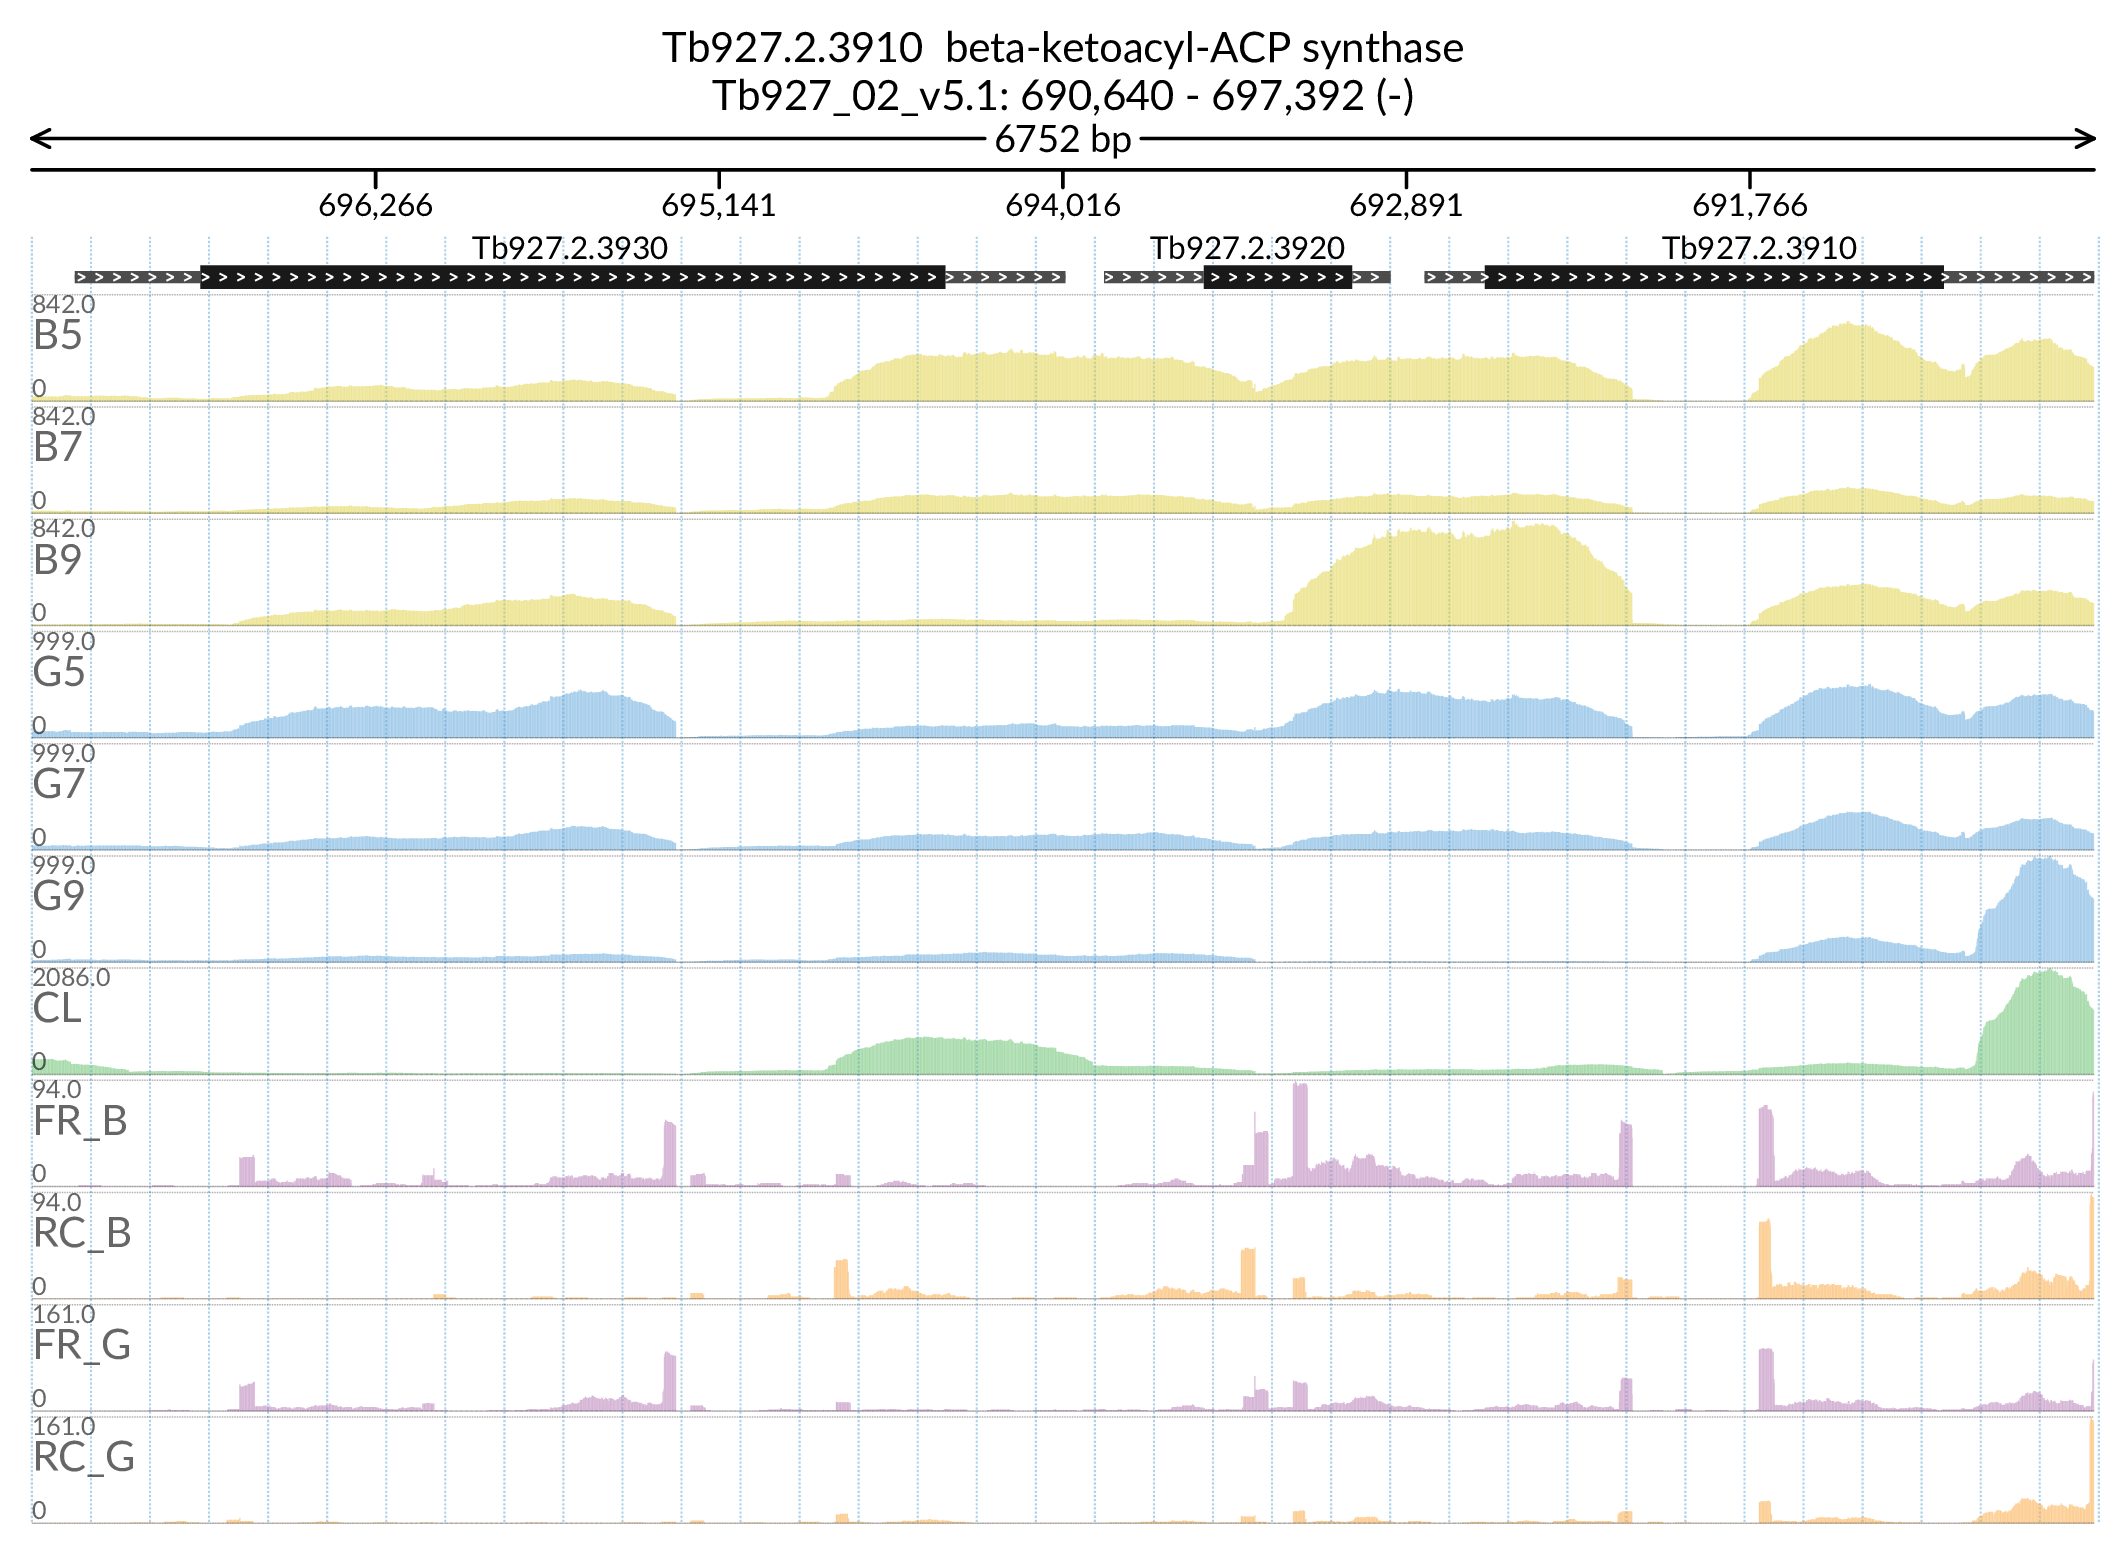 Tb927.2.3910  beta-ketoacyl-ACP synthase
Tb927_02_v5.1: 690,640 - 697,392 (-)
6752 bp
696,266 695,141 694,016 692,891 691,766
Tb927.2.3930 Tb927.2.3920 Tb927.2.3910
842.0
B5
0
842.0
B7
0
842.0
B9
0
999.0
G5
0
999.0
G7
0
999.0
G9
0
2086.0
CL
0
94.0
FR_B
0
94.0
RC_B
0
161.0
FR_G
0
161.0
RC_G
0